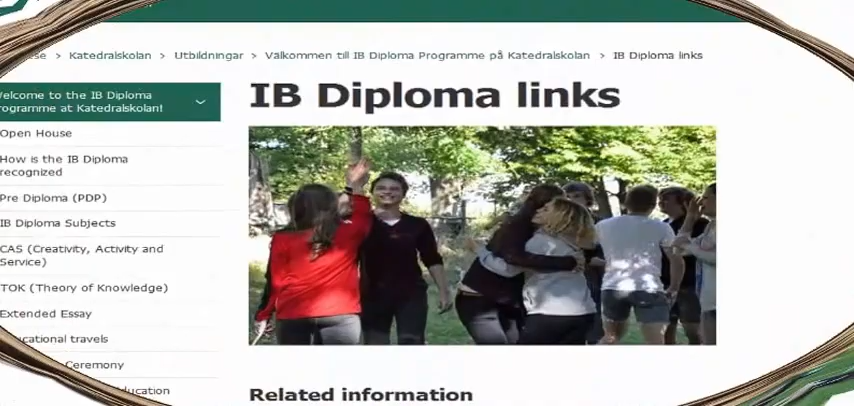 > Katedralskolan > Utbildningar > Välkommen till IB Diploma Programme på Katedralskolan > IB Diploma links
Welcome to the IB Diploma
Programme at Katedralskolan!
Open House
How is the IB Diploma
recognized
Pre Diploma (PDP)
IB Diploma Subjects
CAS (Creativity, Activity and
Service)
TOK (Theory of Knowledge)
Extended Essay
Educational travels
Ceremony
IB Diploma links
Related information